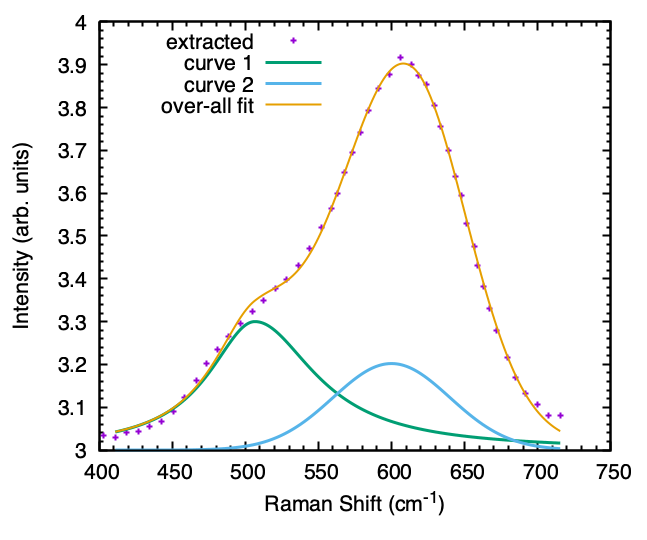 4
3.9
3.8
3.7
3.6
3.5
3.4
3.3
3.2
3.1
3
extracted
curve 1
curve 2
over-all fit
Intensity (arb. units)
400 450 500 550 600 650 700 750
Raman Shift (cm⁻¹)